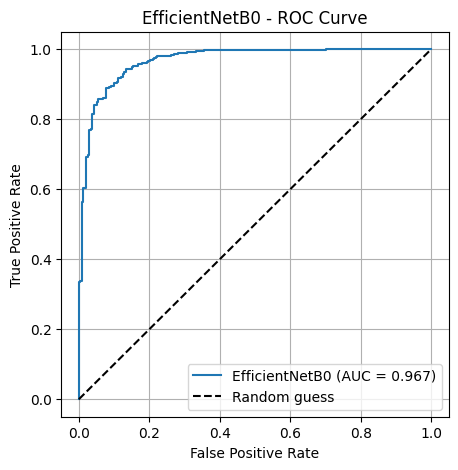 EfficientNetB0 - ROC Curve
1.0
0.8
0.6
0.4
0.2
0.0
True Positive Rate
EfficientNetB0 (AUC = 0.967)
Random guess
0.0 0.2 0.4 0.6 0.8 1.0
False Positive Rate